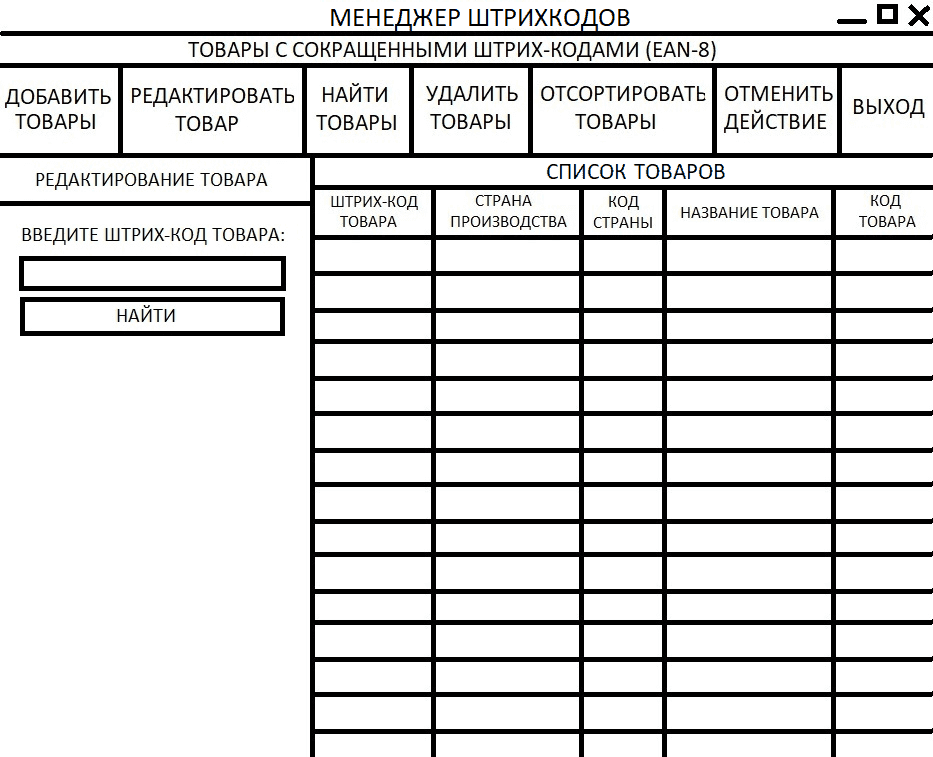 МЕНЕДЖЕР ШТРИХКОДОВ
ТОВАРЫ С СОКРАЩЕННЫМИ ШТРИХ-КОДАМИ (EAN-8)
ДОБАВИТЬ
ТОВАРЫ
РЕДАКТИРОВАТЬ
ТОВАР
НАЙТИ
ТОВАРЫ
УДАЛИТЬ
ТОВАРЫ
ОТСОРТИРОВАТЬ
ТОВАРЫ
ОТМЕНИТЬ
ДЕЙСТВИЕ
ВЫХОД
РЕДАКТИРОВАНИЕ ТОВАРА
ВВЕДИТЕ ШТРИХ-КОД ТОВАРА:
НАЙТИ
СПИСОК ТОВАРОВ
ШТРИХ-КОД
ТОВАРА
СТРАНА
ПРОИЗВОДСТВА
КОД
СТРАНЫ
НАЗВАНИЕ ТОВАРА
КОД
ТОВАРА